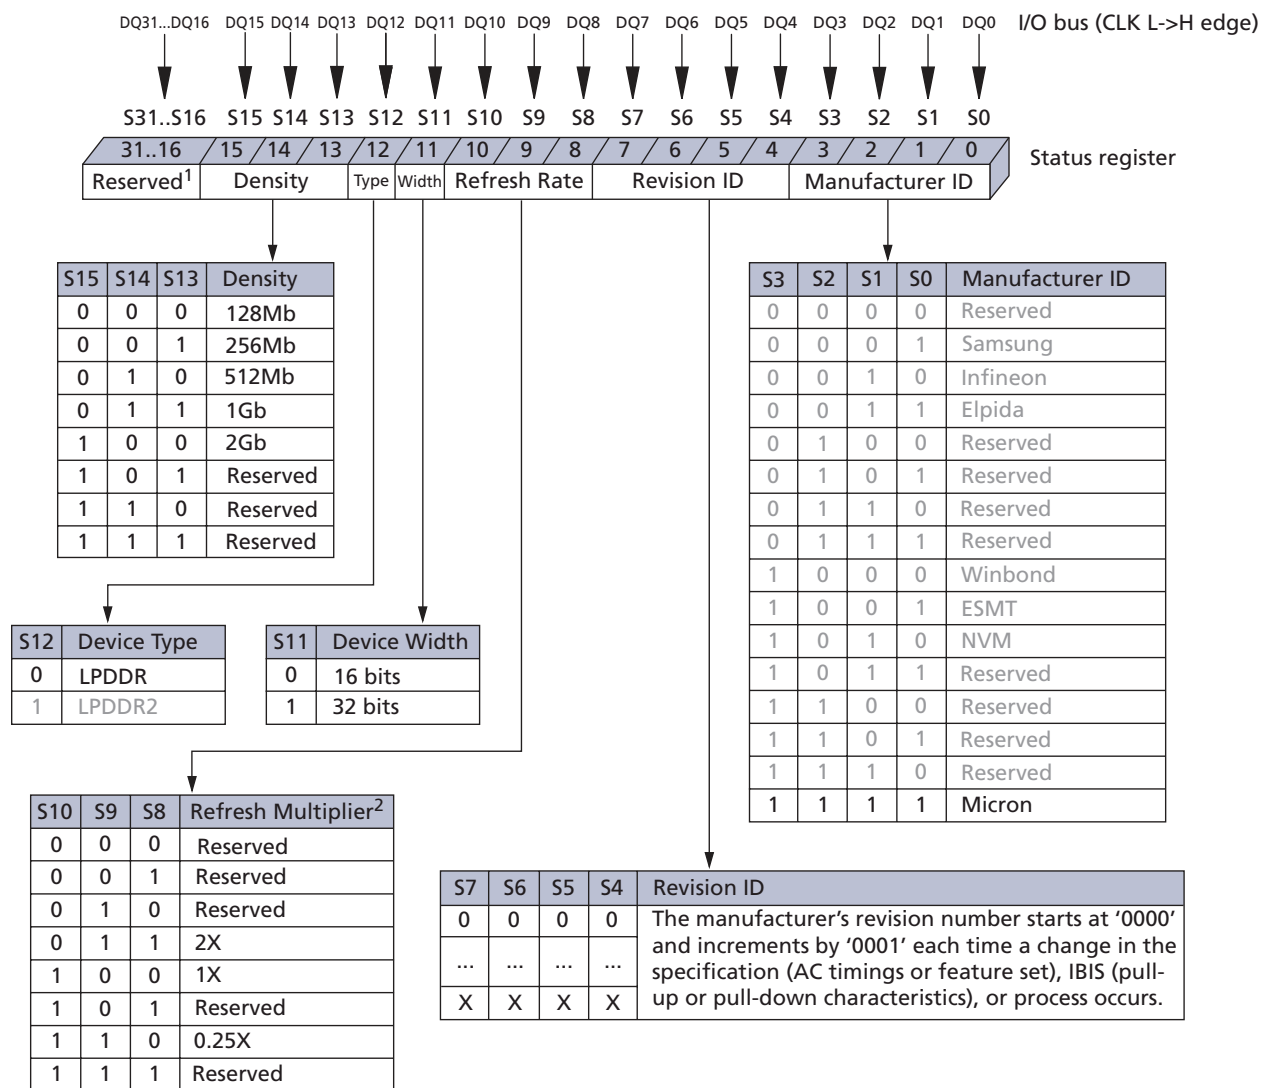 DQ31...DQ16 DQ15 DQ14 DQ13 DQ12 DQ11 DQ10 DQ9 DQ8 DQ7 DQ6 DQ5 DQ4 DQ3 DQ2 DQ1 DQ0 I/O bus (CLK L->H edge)
S31..S16 S15 S14 S13 S12 S11 S10 S9 S8 S7 S6 S5 S4 S3 S2 S1 S0
31..16 15 14 13 12 11 10 9 8 7 6 5 4 3 2 1 0
Status register
Reserved1 Density Type Width Refresh Rate Revision ID Manufacturer ID
S15 S14 S13 Density
0 0 0 128Mb
0 0 1 256Mb
0 1 0 512Mb
0 1 1 1Gb
1 0 0 2Gb
1 0 1 Reserved
1 1 0 Reserved
1 1 1 Reserved
S3 S2 S1 S0 Manufacturer ID
0 0 0 0 Reserved
0 0 0 1 Samsung
0 0 1 0 Infineon
0 0 1 1 Elpida
0 1 0 0 Reserved
0 1 0 1 Reserved
0 1 1 0 Reserved
0 1 1 1 Reserved
1 0 0 0 Winbond
1 0 0 1 ESMT
1 0 1 0 NVM
1 0 1 1 Reserved
1 1 0 0 Reserved
1 1 0 1 Reserved
1 1 1 0 Reserved
1 1 1 1 Micron
S12 Device Type
0 LPDDR
1 LPDDR2
S11 Device Width
0 16 bits
1 32 bits
S10 S9 S8 Refresh Multiplier2
0 0 0 Reserved
0 0 1 Reserved
0 1 0 Reserved
0 1 1 2X
1 0 0 1X
1 0 1 Reserved
1 1 0 0.25X
1 1 1 Reserved
S7 S6 S5 S4 Revision ID
0 0 0 0
... ... ... ...
X X X X
The manufacturer’s revision number starts at ‘0000’
and increments by ‘0001’ each time a change in the
specification (AC timings or feature set), IBIS (pull-
up or pull-down characteristics), or process occurs.